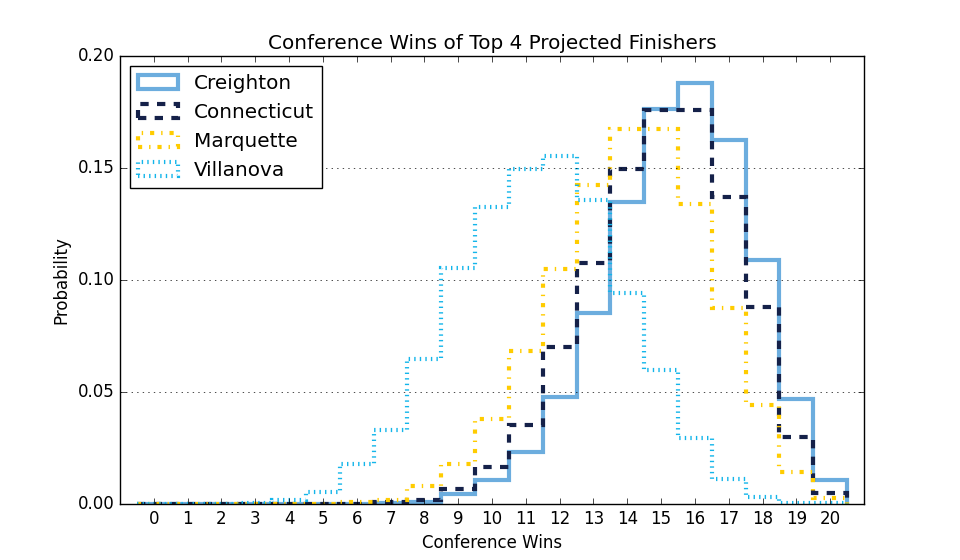 Conference Wins of Top 4 Projected Finishers
Creighton
Connecticut
Marquette
Villanova
0.20
0.15
0.10
0.05
0.00
Probability
0 1 2 3 4 5 6 7 8 9 10 11 12 13 14 15 16 17 18 19 20
Conference Wins